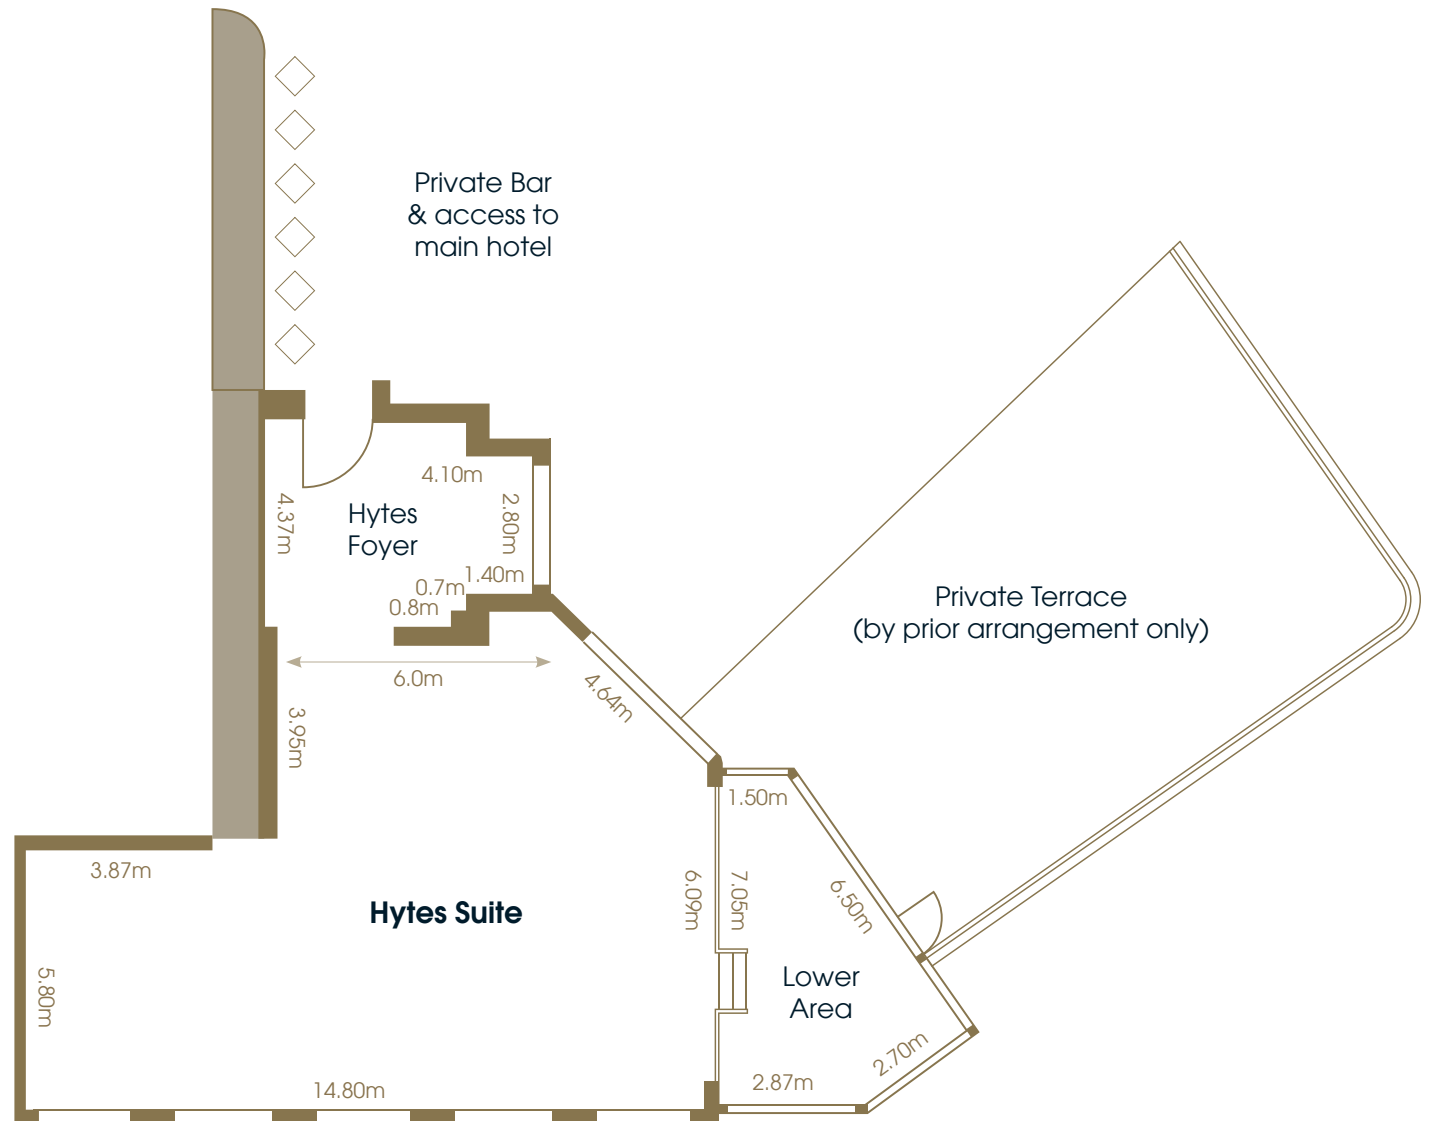 Private Bar
& access to
main hotel
4.10m
4.37m
2.80m
Hytes
Foyer
1.40m
0.7m
0.8m
6.0m
4.64m
Private Terrace
(by prior arrangement only)
3.95m
1.50m
3.87m
6.09m
7.05m
6.50m
Hytes Suite
5.80m
Lower
Area
2.70m
2.87m
14.80m